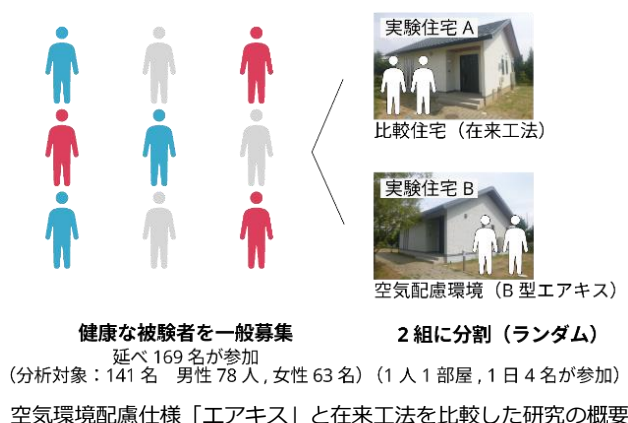 実験住宅 A
比較住宅（在来工法）
実験住宅 B
空気配慮環境（B 型エアキス）
健康な被験者を一般募集
延べ 169 名が参加
（分析対象：141 名　男性 78 人 , 女性 63 名）
2 組に分割（ランダム）
（1 人 1 部屋 , 1 日 4 名が参加）
空気環境配慮仕様「エアキス」と在来工法を比較した研究の概要